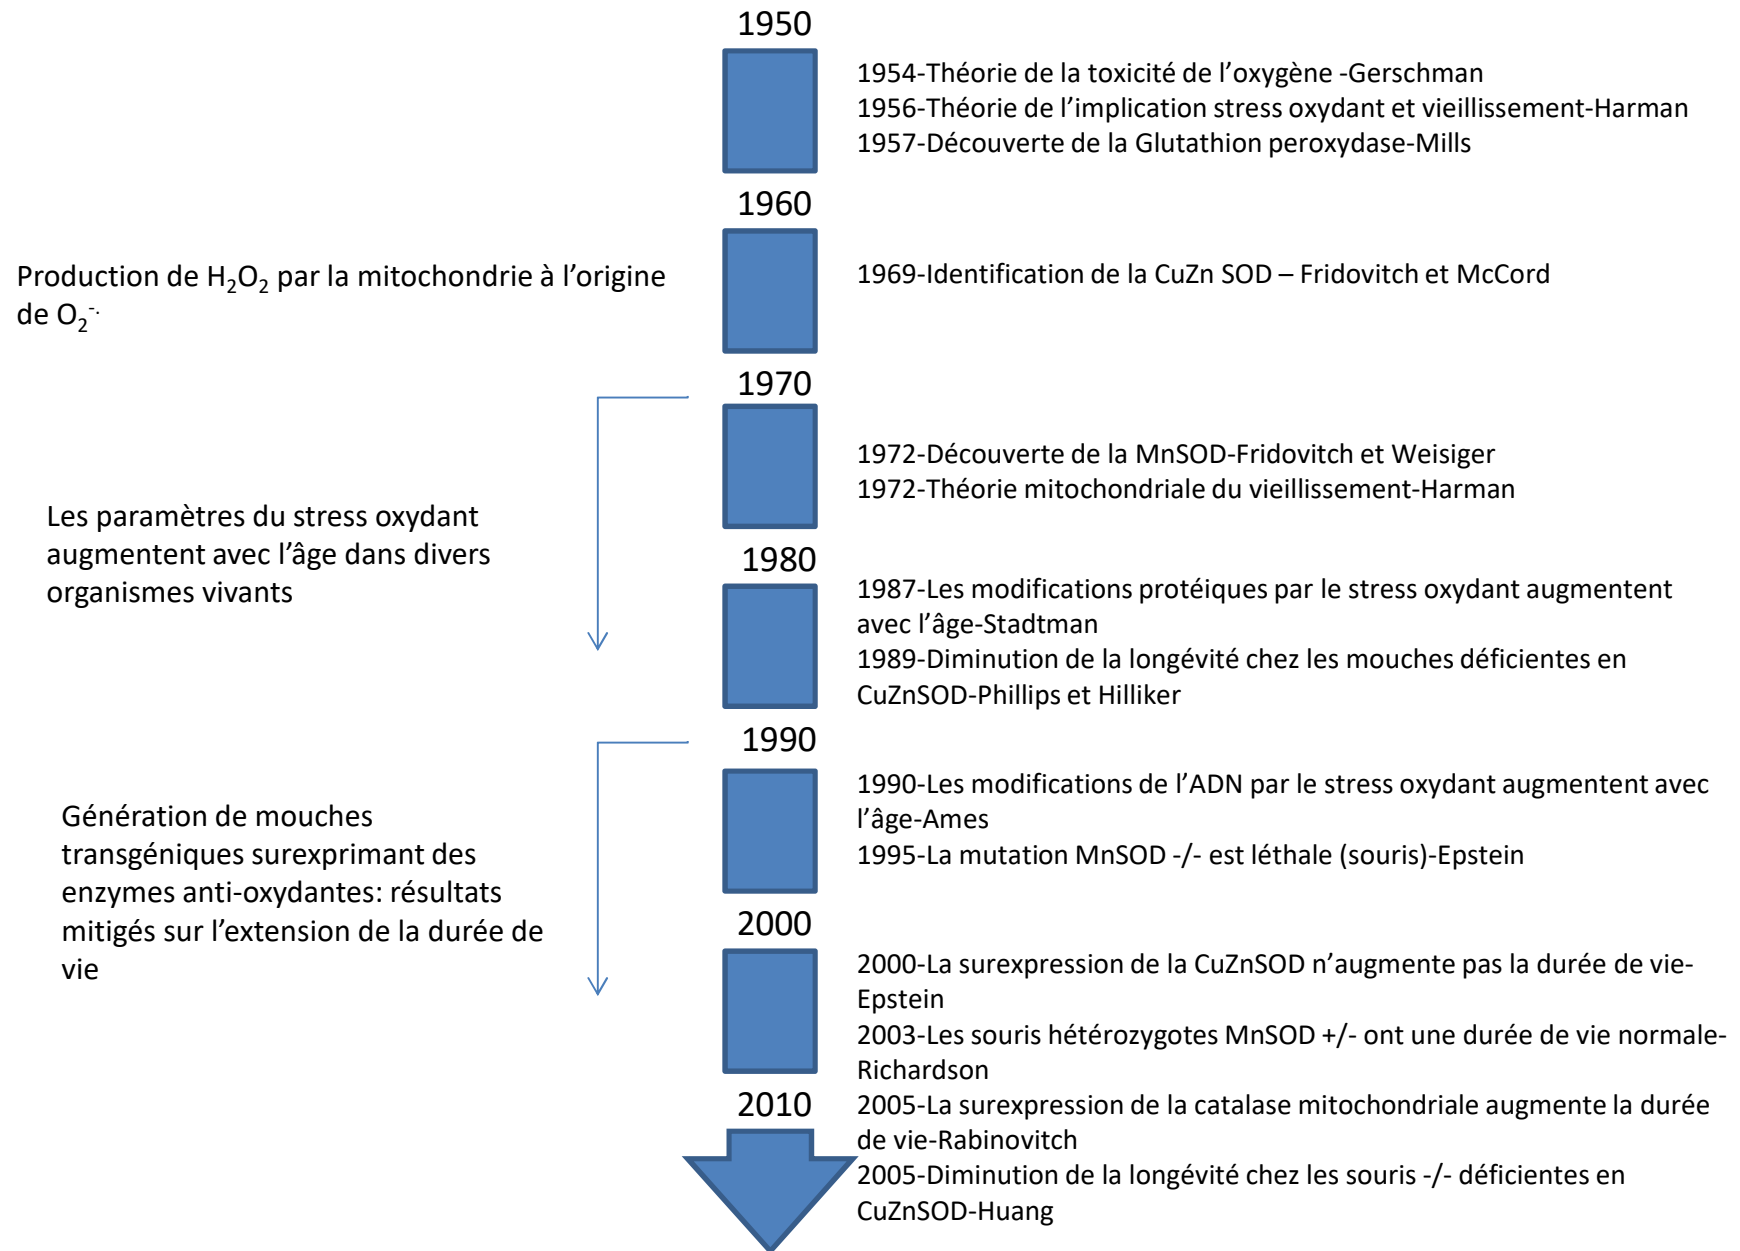 1950
1954-Théorie de la toxicité de l’oxygène -Gerschman
1956-Théorie de l’implication stress oxydant et vieillissement-Harman
1957-Découverte de la Glutathion peroxydase-Mills
1960
Production de H₂O₂ par la mitochondrie à l’origine
de O₂⁻·
1969-Identification de la CuZn SOD – Fridovitch et McCord
1970
1972-Découverte de la MnSOD-Fridovitch et Weisiger
1972-Théorie mitochondriale du vieillissement-Harman
Les paramètres du stress oxydant
augmentent avec l’âge dans divers
organismes vivants
1980
1987-Les modifications protéiques par le stress oxydant augmentent
avec l’âge-Stadtman
1989-Diminution de la longévité chez les mouches déficientes en
CuZnSOD-Phillips et Hilliker
1990
1990-Les modifications de l’ADN par le stress oxydant augmentent avec
l’âge-Ames
1995-La mutation MnSOD -/- est léthale (souris)-Epstein
Génération de mouches
transgéniques surexprimant des
enzymes anti-oxydantes: résultats
mitigés sur l’extension de la durée de
vie
2000
2000-La surexpression de la CuZnSOD n’augmente pas la durée de vie-
Epstein
2003-Les souris hétérozygotes MnSOD +/- ont une durée de vie normale-
Richardson
2010
2005-La surexpression de la catalase mitochondriale augmente la durée
de vie-Rabinovitch
2005-Diminution de la longévité chez les souris -/- déficientes en
CuZnSOD-Huang